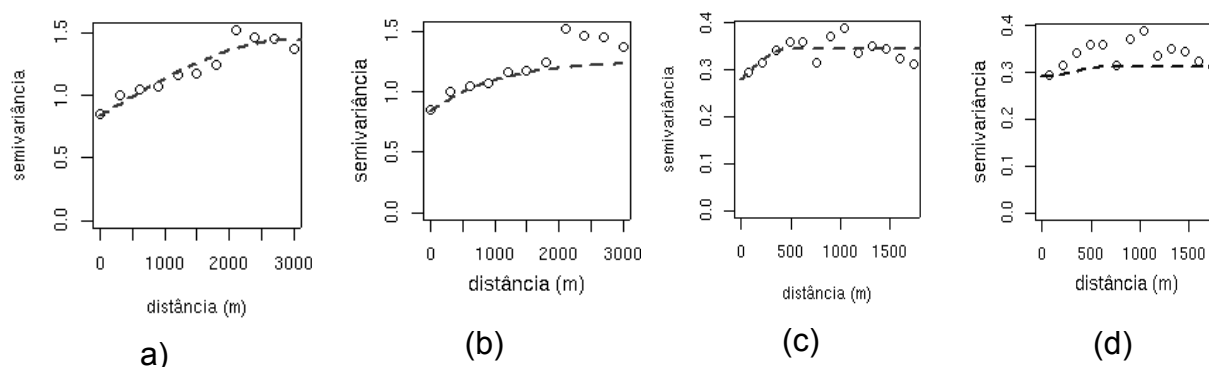 semivariância
0.0 0.5 1.0 1.5
0 1000 2000 3000
distância (m)
a)
semivariância
0.0 0.5 1.0 1.5
0 1000 2000 3000
distância (m)
(b)
semivariância
0.0 0.1 0.2 0.3 0.4
0 500 1000 1500
distância (m)
(c)
semivariância
0.0 0.1 0.2 0.3 0.4
0 500 1000 1500
distância (m)
(d)